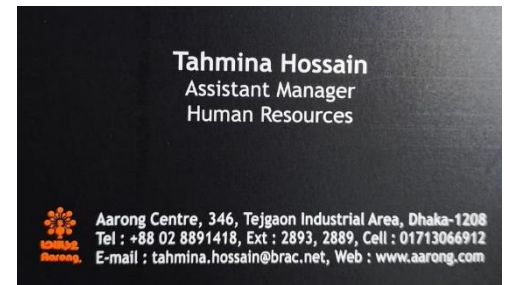 Tahmina Hossain
Assistant Manager
Human Resources
Aarong Centre, 346, Tejgaon Industrial Area, Dhaka-1208
Tel : +88 02 8891418, Ext : 2893, 2889, Cell : 01713066912
E-mail : tahmina.hossain@brac.net, Web : www.aarong.com
Aarong.